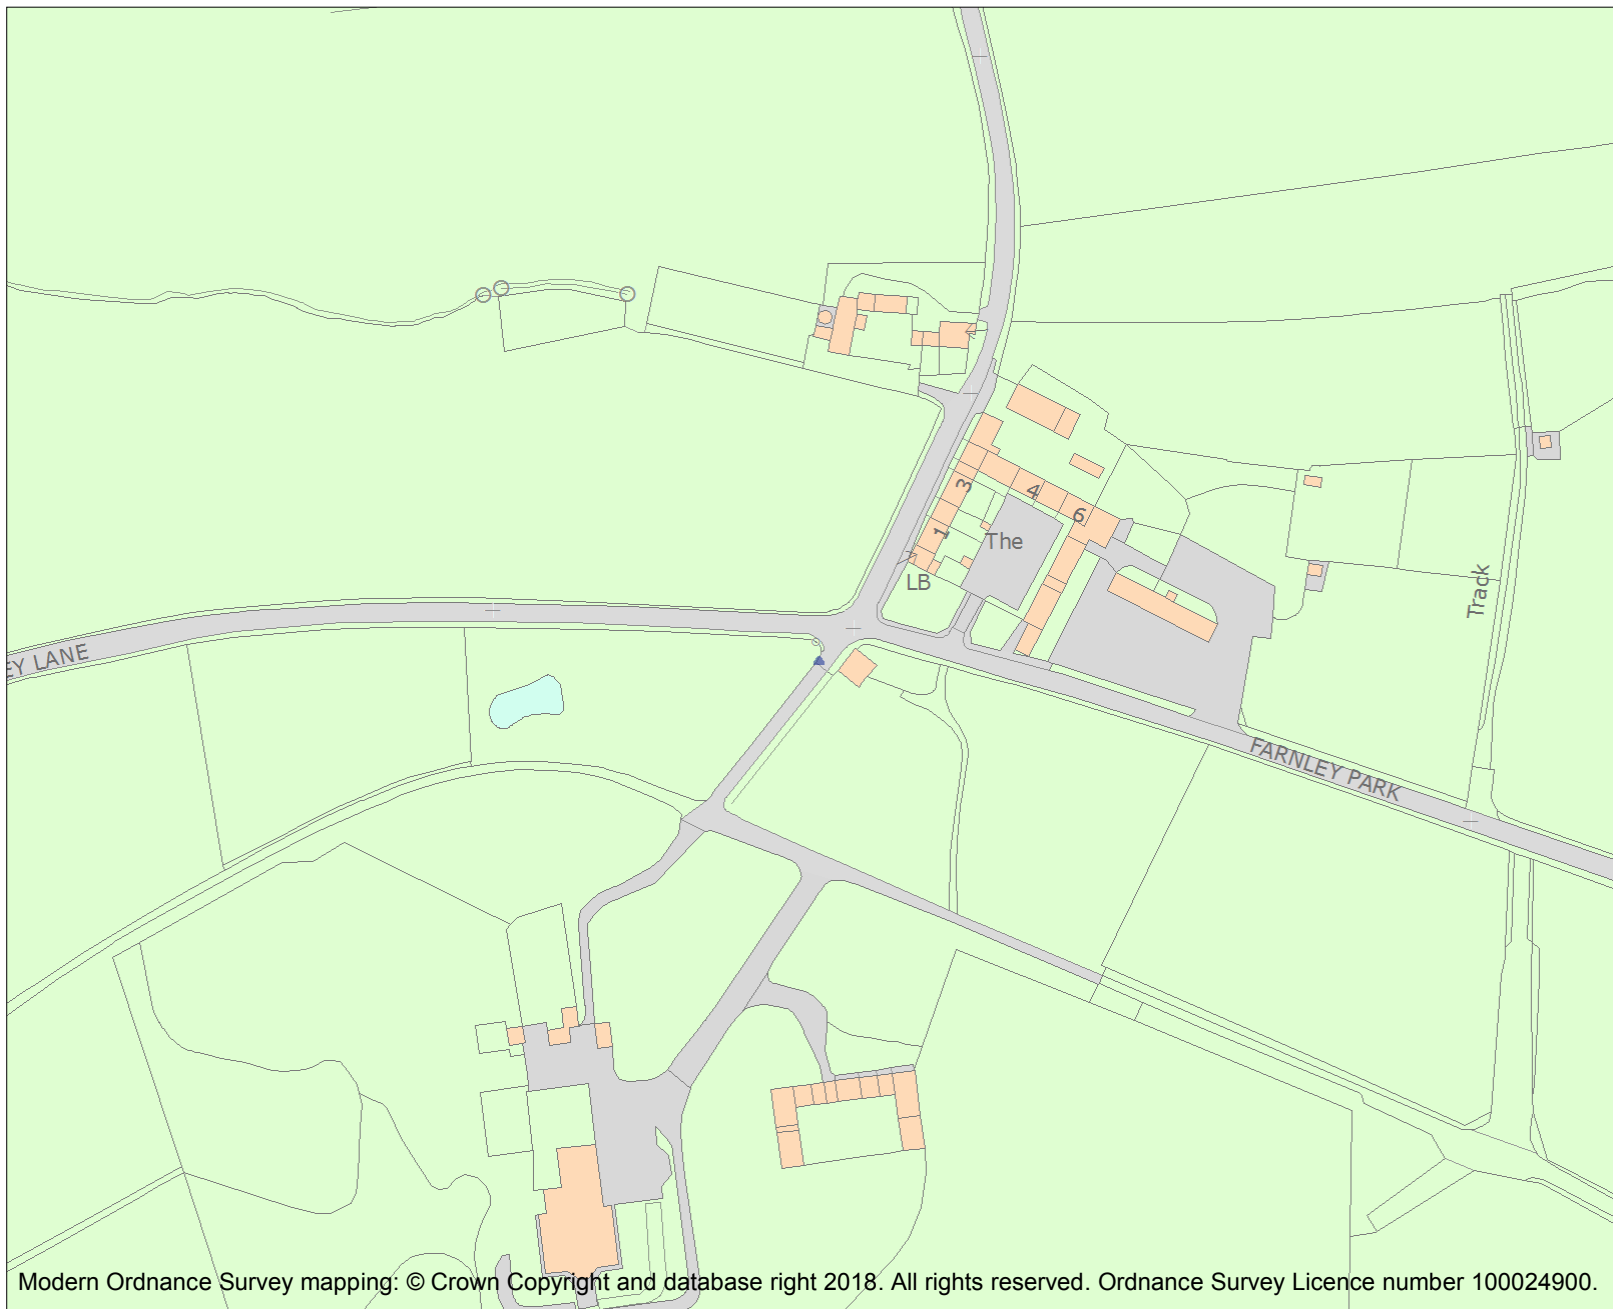 3
4
6
1
The
LB
Track
EY LANE
FARNLEY PARK
Modern Ordnance Survey mapping: © Crown Copyright and database right 2018. All rights reserved. Ordnance Survey Licence number 100024900.